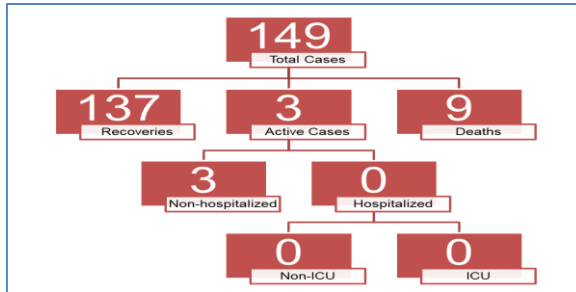 149
Total Cases
137
Recoveries
3
Active Cases
9
Deaths
3
Non-hospitalized
0
Hospitalized
0
Non-ICU
0
ICU